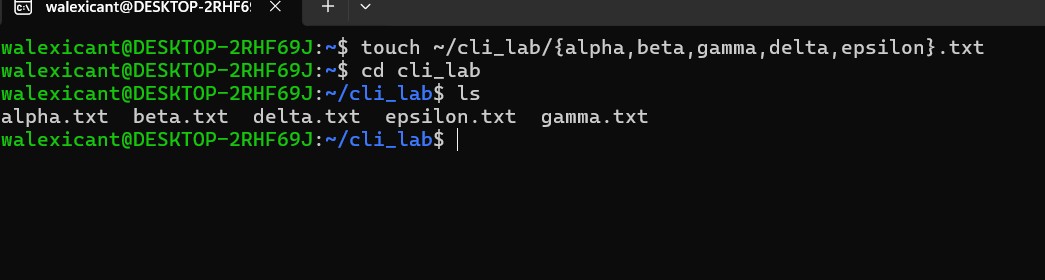 walexicant@DESKTOP-2RHF6
walexicant@DESKTOP-2RHF69J:~$ touch ~/cli_lab/{alpha,beta,gamma,delta,epsilon}.txt
walexicant@DESKTOP-2RHF69J:~$ cd cli_lab
walexicant@DESKTOP-2RHF69J:~/cli_lab$ ls
alpha.txt  beta.txt  delta.txt  epsilon.txt  gamma.txt
walexicant@DESKTOP-2RHF69J:~/cli_lab$